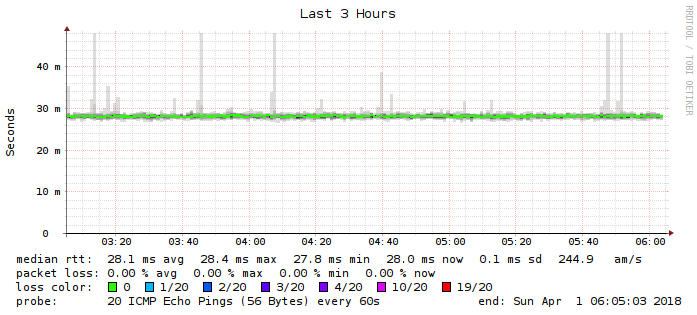 Last 3 Hours
RRDTOOL / TOBI OETIKER
Seconds
40 m
30 m
20 m
10 m
0
03:20 03:40 04:00 04:20 04:40 05:00 05:20 05:40 06:00
median rtt: 28.1 ms avg 28.4 ms max 27.8 ms min 28.0 ms now 0.1 ms sd 244.9 am/s
packet loss: 0.00 % avg 0.00 % max 0.00 % min 0.00 % now
loss color: 0 1/20 2/20 3/20 4/20 10/20 19/20
probe: 20 ICMP Echo Pings (56 Bytes) every 60s end: Sun Apr 1 06:05:03 2018